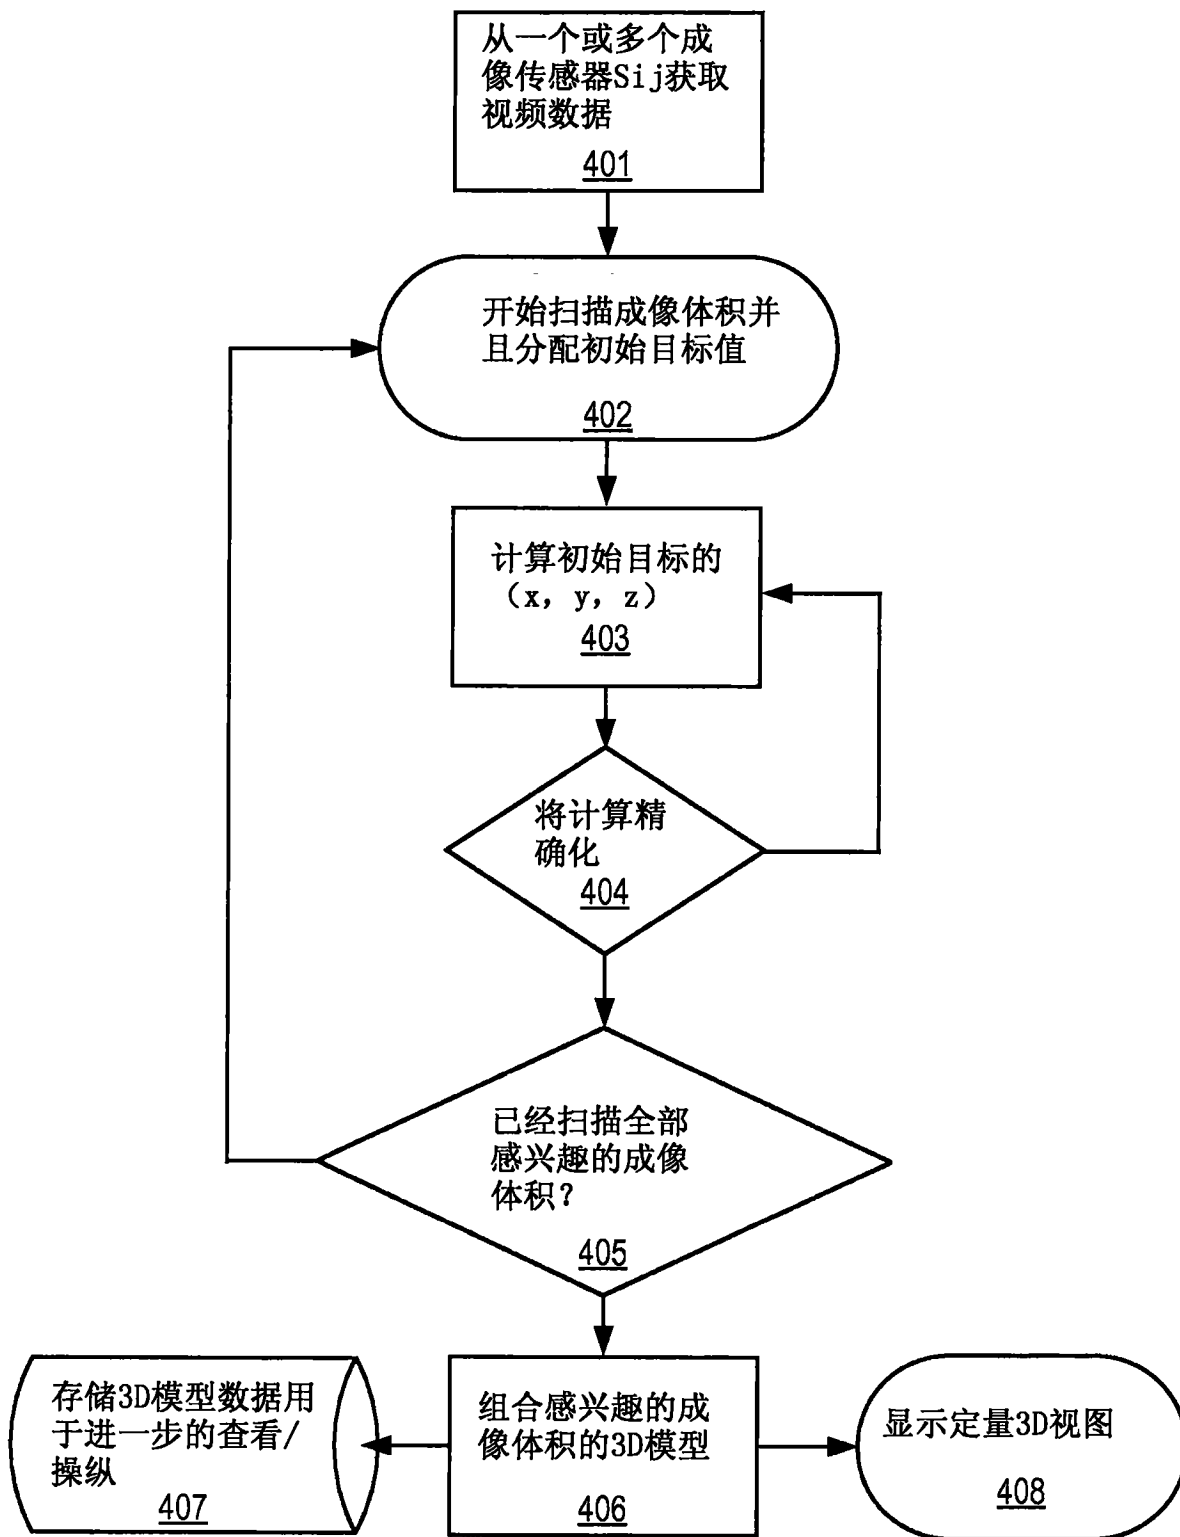 从一个或多个成
像传感器Sij获取
视频数据
401
开始扫描成像体积并
且分配初始目标值
402
计算初始目标的
（x, y, z）
403
将计算精
确化
404
已经扫描全部
感兴趣的成像
体积？
405
存储3D模型数据用
于进一步的查看/
操纵
407
组合感兴趣的成
像体积的3D模型
406
显示定量3D视图
408